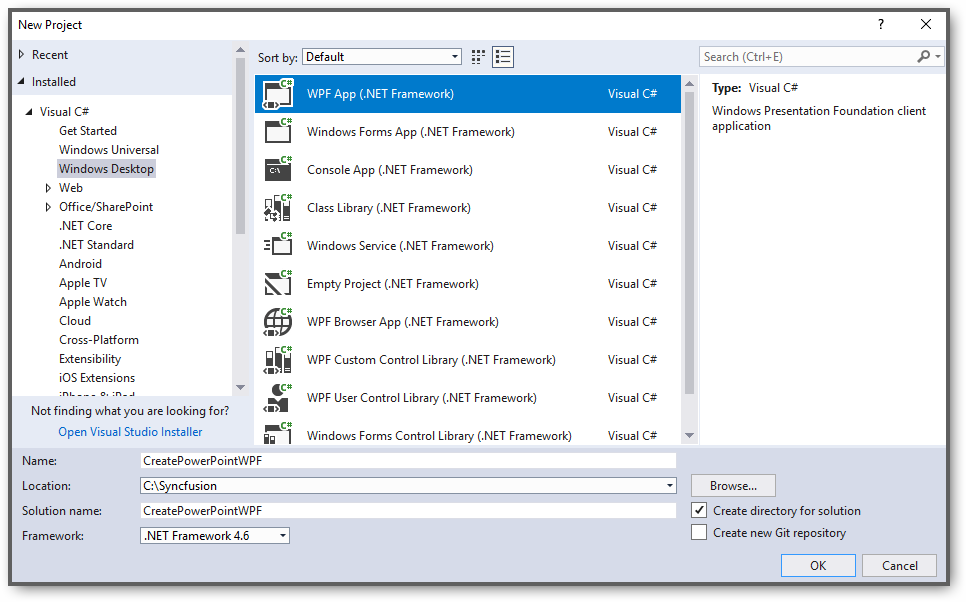 New Project
?
Recent
Installed
Visual C#
Get Started
Windows Universal
Windows Desktop
Web
Office/SharePoint
.NET Core
.NET Standard
Android
Apple TV
Apple Watch
Cloud
Cross-Platform
Extensibility
iOS Extensions
iPhone & iPad
Not finding what you are looking for?
Open Visual Studio Installer
Sort by: Default
C# WPF App (.NET Framework) Visual C#
C# Windows Forms App (.NET Framework) Visual C#
C# C:\ Console App (.NET Framework) Visual C#
C# Class Library (.NET Framework) Visual C#
C# Windows Service (.NET Framework) Visual C#
C# Empty Project (.NET Framework) Visual C#
C# WPF Browser App (.NET Framework) Visual C#
C# WPF Custom Control Library (.NET Framework) Visual C#
C# WPF User Control Library (.NET Framework) Visual C#
C# Windows Forms Control Library (.NET Framework) Visual C#
Search (Ctrl+E)
Type: Visual C#
Windows Presentation Foundation client
application
Name: CreatePowerPointWPF
Location: C:\Syncfusion Browse...
Solution name: CreatePowerPointWPF Create directory for solution
Framework: .NET Framework 4.6 Create new Git repository
OK Cancel